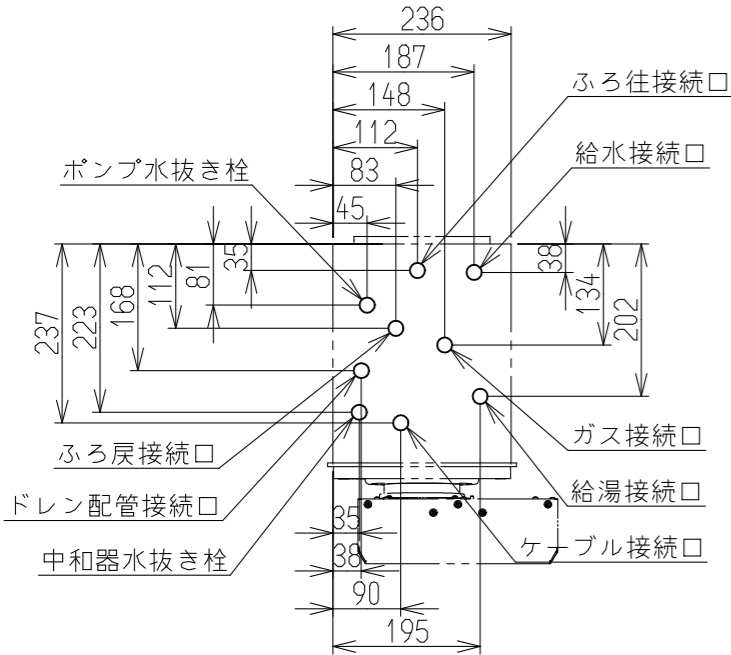 236
187
ふろ往接続口
148
112
給水接続口
ポンプ水抜き栓
83
45
35
38
81
134
112
168
202
223
237
ふろ戻接続口
ガス接続口
ドレン配管接続口
給湯接続口
35
中和器水抜き栓
38
ケーブル接続口
90
195